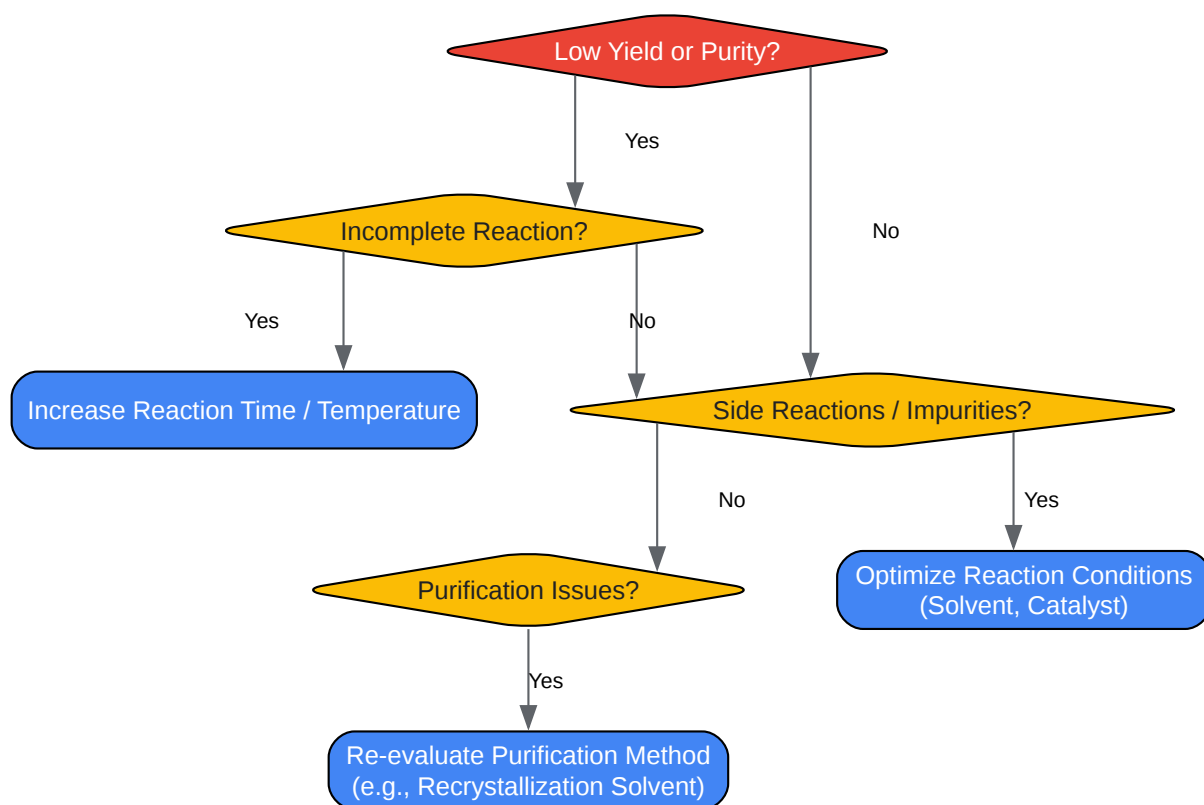 Low Yield or Purity?
Yes
Incomplete Reaction?
No
Yes
No
Increase Reaction Time / Temperature
Side Reactions / Impurities?
No
Yes
Purification Issues?
Optimize Reaction Conditions
(Solvent, Catalyst)
Yes
Re-evaluate Purification Method
(e.g., Recrystallization Solvent)